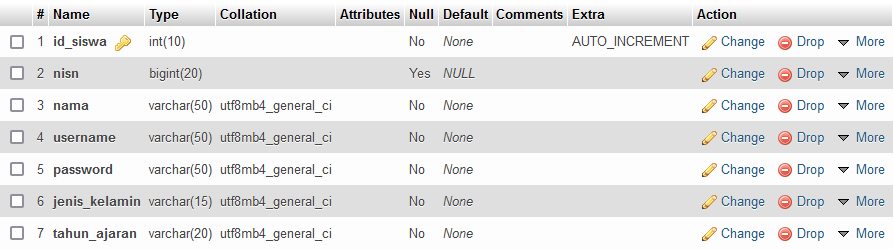 # Name Type Collation Attributes Null Default Comments Extra Action
1 id_siswa int(10) No None AUTO_INCREMENT Change Drop More
2 nisn bigint(20) Yes NULL Change Drop More
3 nama varchar(50) utf8mb4_general_ci No None Change Drop More
4 username varchar(50) utf8mb4_general_ci No None Change Drop More
5 password varchar(50) utf8mb4_general_ci No None Change Drop More
6 jenis_kelamin varchar(15) utf8mb4_general_ci No None Change Drop More
7 tahun_ajaran varchar(20) utf8mb4_general_ci No None Change Drop More